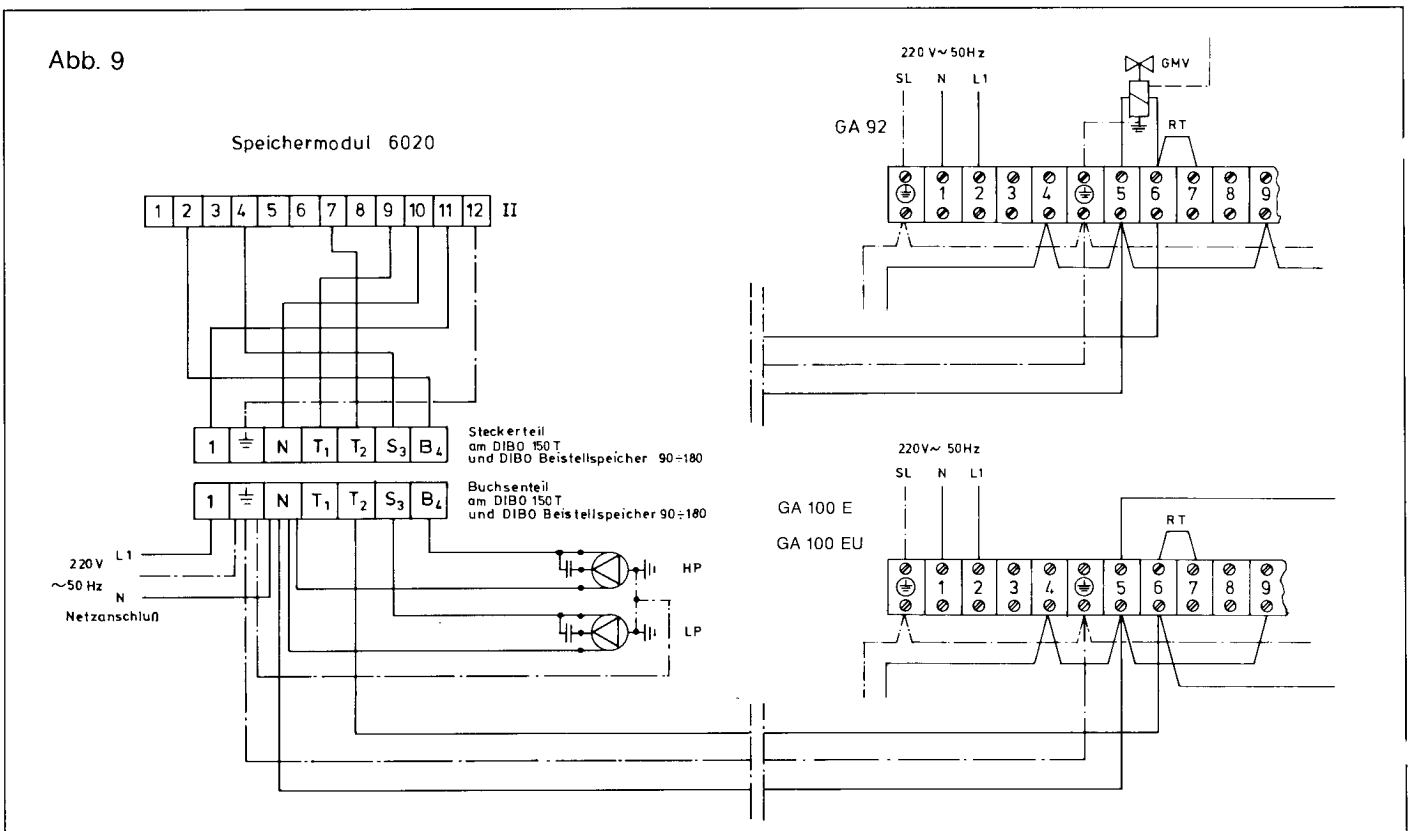 Abb. 9
Speichermodul 6020
1 2 3 4 5 6 7 8 9 10 11 12 II
1 N T1 T2 S3 B4
Steckerteil
am DIBO 150 T
und DIBO Beistellspeicher 90÷180
1 N T1 T2 S3 B4
Buchsenteil
am DIBO 150 T
und DIBO Beistellspeicher 90÷180
220V L1
~50 Hz N
Netzanschluß
HP
LP
220 V~ 50Hz
SL N L1
GMV
GA 92
RT
1 2 3 4 5 6 7 8 9
220V~ 50Hz
SL N L1
GA 100 E
GA 100 EU
RT
1 2 3 4 5 6 7 8 9